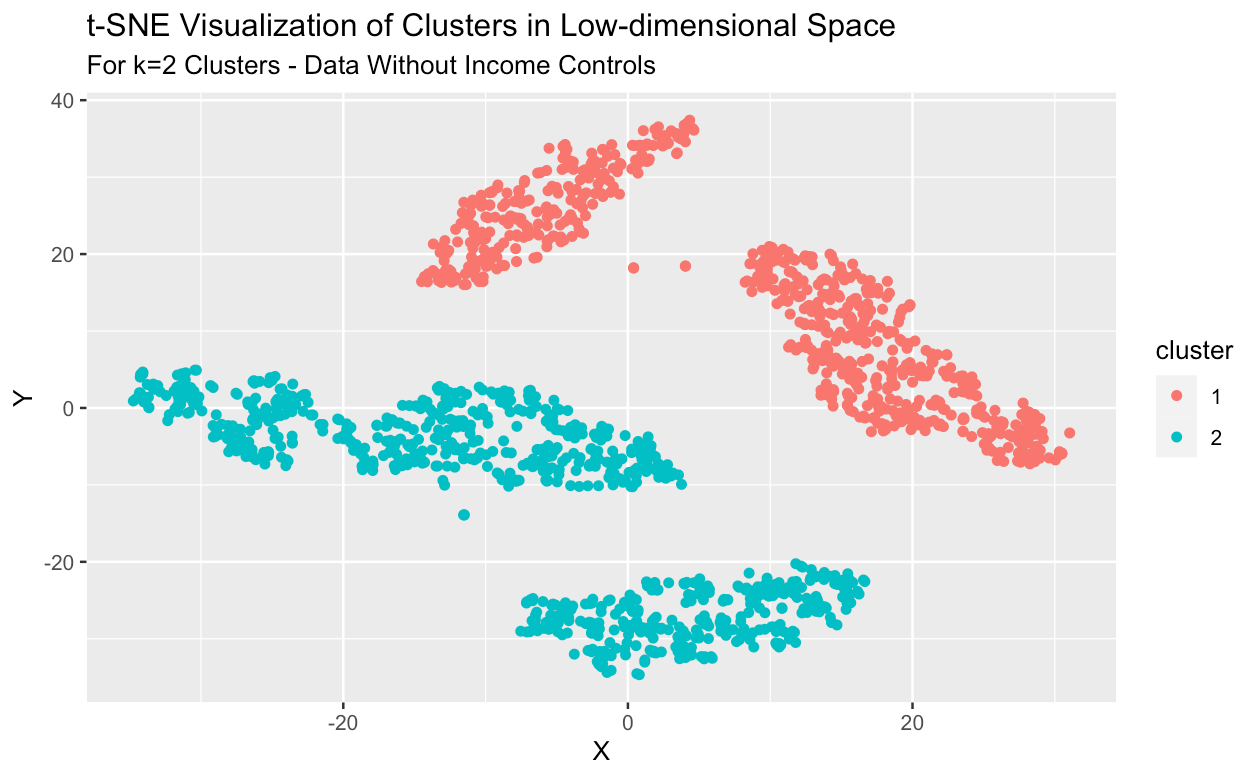 t-SNE Visualization of Clusters in Low-dimensional Space
For k=2 Clusters - Data Without Income Controls
40
20
0
-20
Y
-20
0
20
X
cluster
1
2